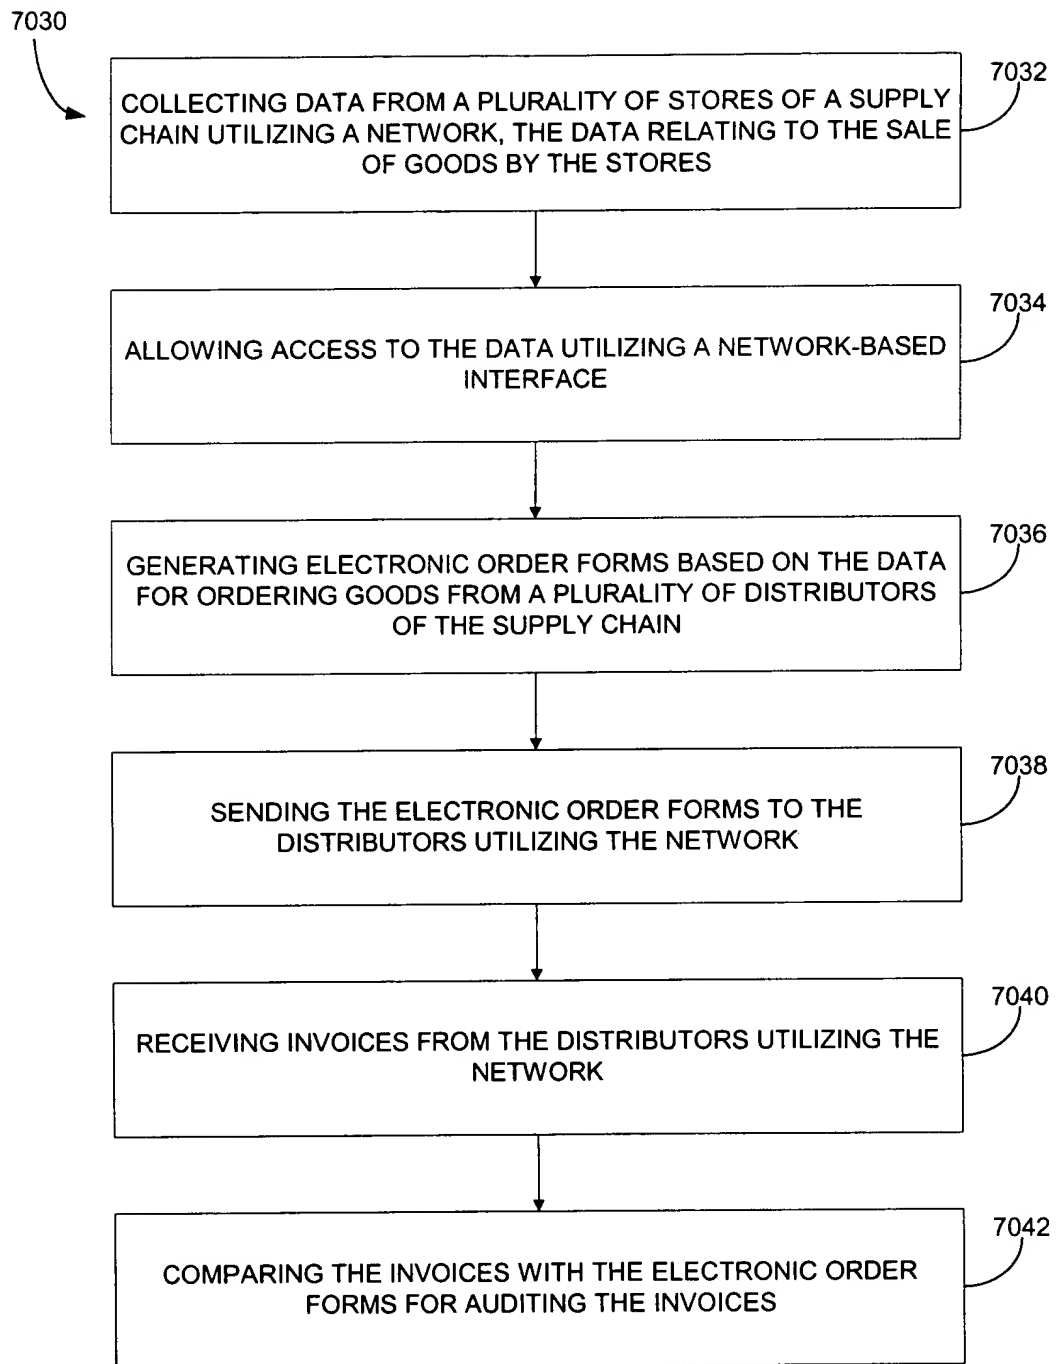 7030
7032
COLLECTING DATA FROM A PLURALITY OF STORES OF A SUPPLY
CHAIN UTILIZING A NETWORK, THE DATA RELATING TO THE SALE
OF GOODS BY THE STORES
7034
ALLOWING ACCESS TO THE DATA UTILIZING A NETWORK-BASED
INTERFACE
7036
GENERATING ELECTRONIC ORDER FORMS BASED ON THE DATA
FOR ORDERING GOODS FROM A PLURALITY OF DISTRIBUTORS
OF THE SUPPLY CHAIN
7038
SENDING THE ELECTRONIC ORDER FORMS TO THE
DISTRIBUTORS UTILIZING THE NETWORK
7040
RECEIVING INVOICES FROM THE DISTRIBUTORS UTILIZING THE
NETWORK
7042
COMPARING THE INVOICES WITH THE ELECTRONIC ORDER
FORMS FOR AUDITING THE INVOICES